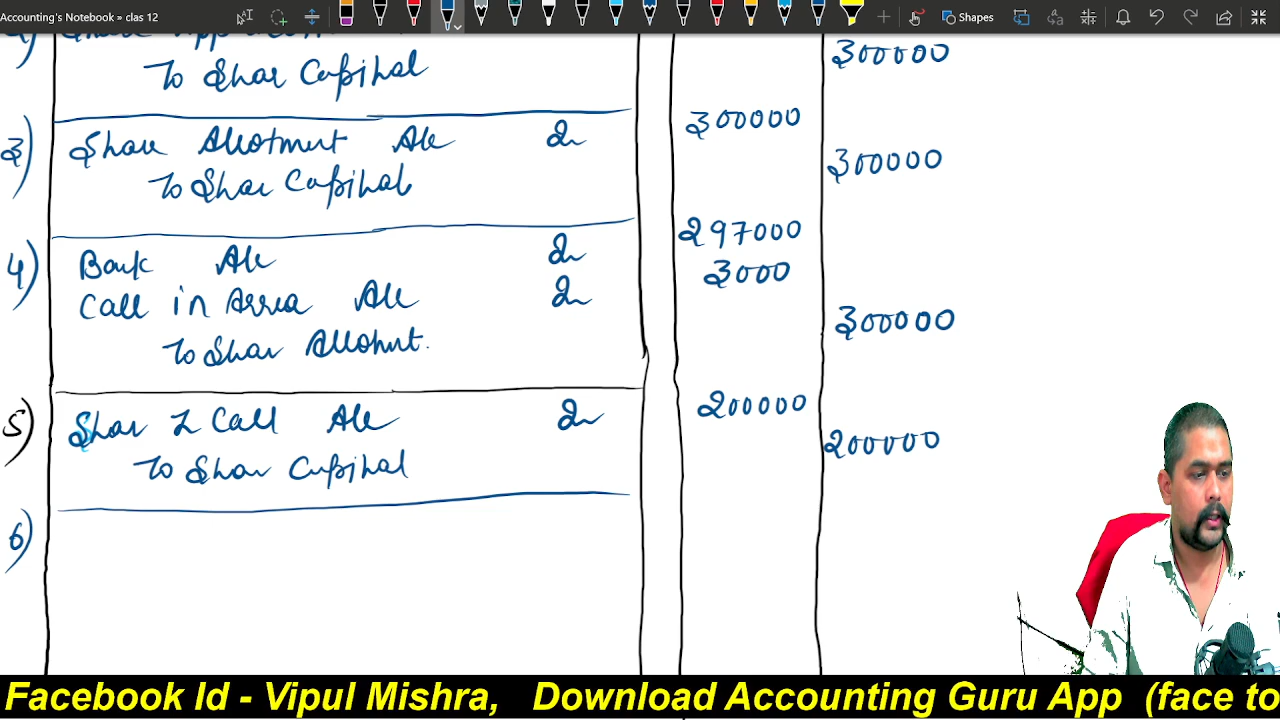 Accounting's Notebook » clas 12
Shapes
To Shar Capital
300000
3) Share Allotment A/c Dr 300000
To Shar Capital 300000
4) Bank A/c Dr 297000
Call in Arrea A/c Dr 3000
To Shar Allotmt. 300000
5) Shar I Call A/c Dr 200000
To Shar Capital 200000
6)
Facebook Id - Vipul Mishra, Download Accounting Guru App (face to